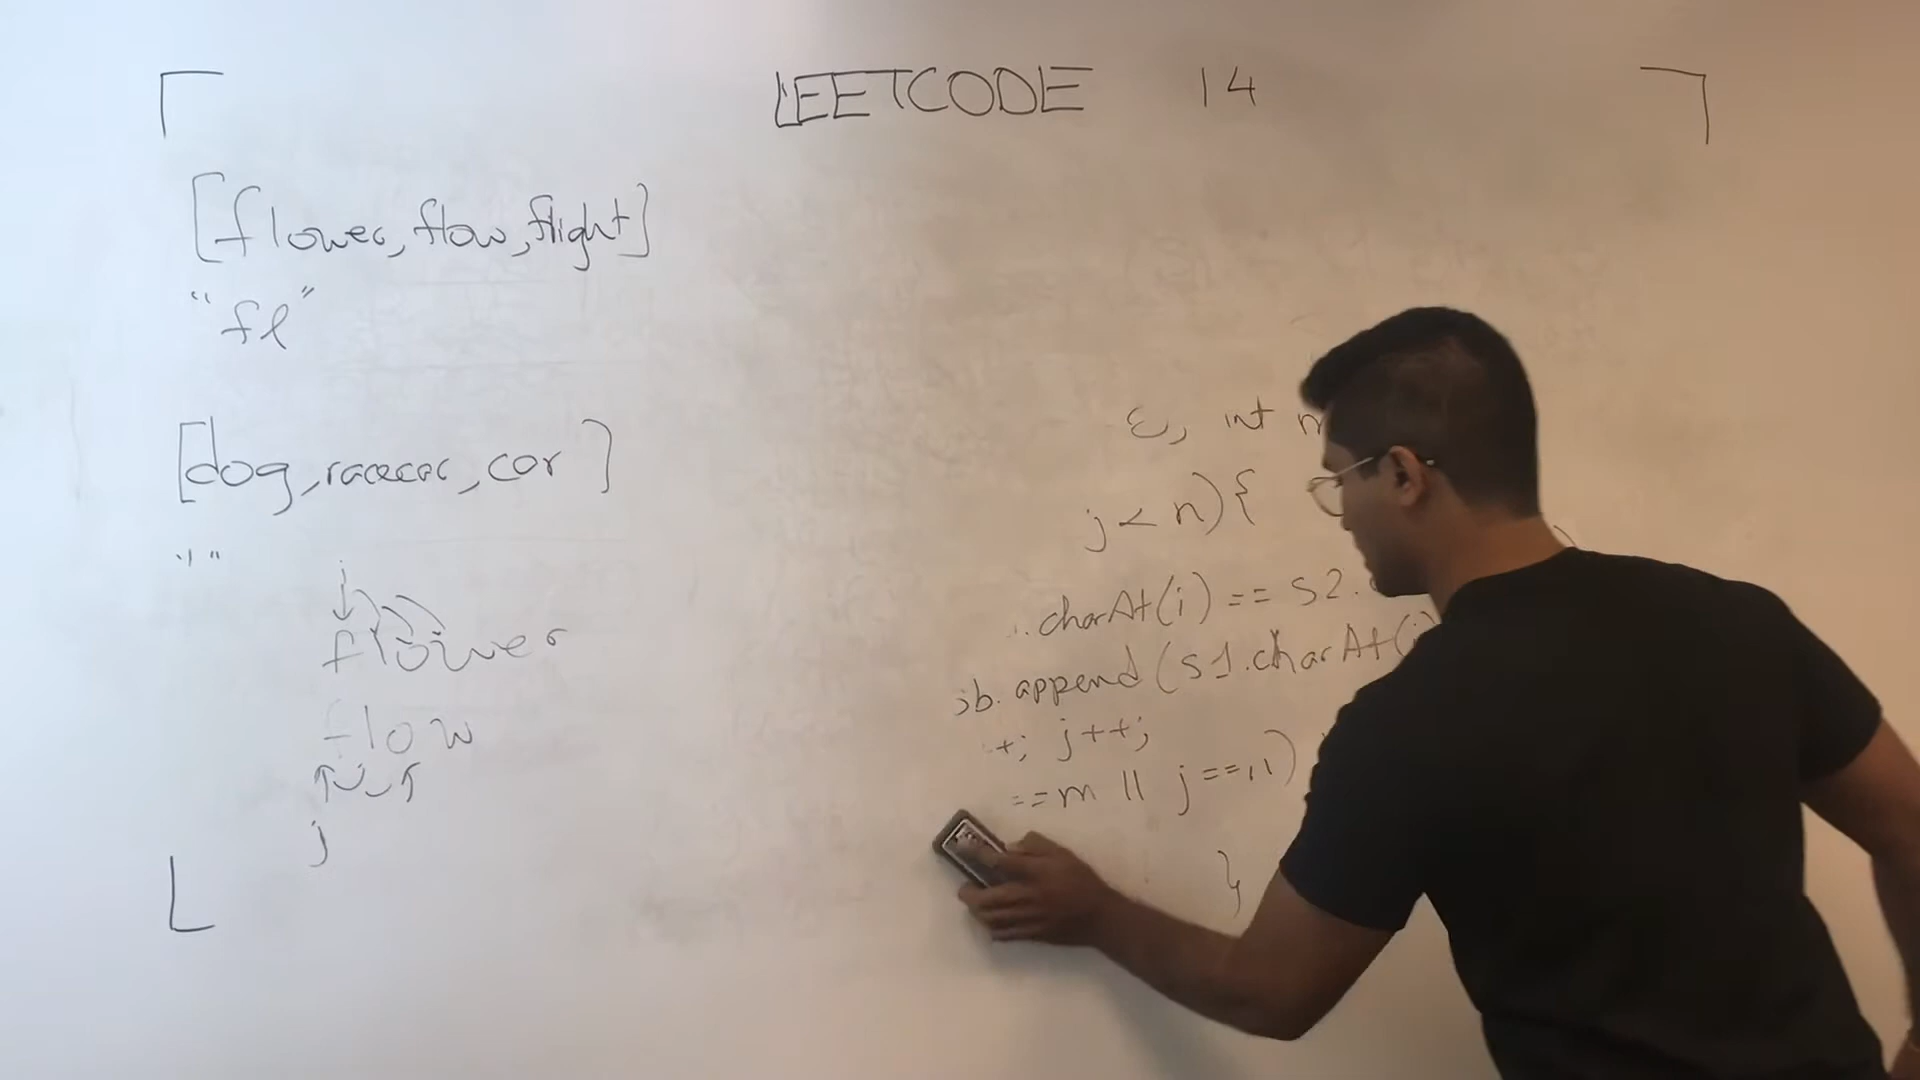 LEETCODE 14
[flower, flow, flight]
"fl"
[dog, racecar, car]
""
i
flower
flow
j
int
j < n) {
.charAt(i) == s2.
sb.append(s1.charAt(i)
+; j++;
==m || j ==
}